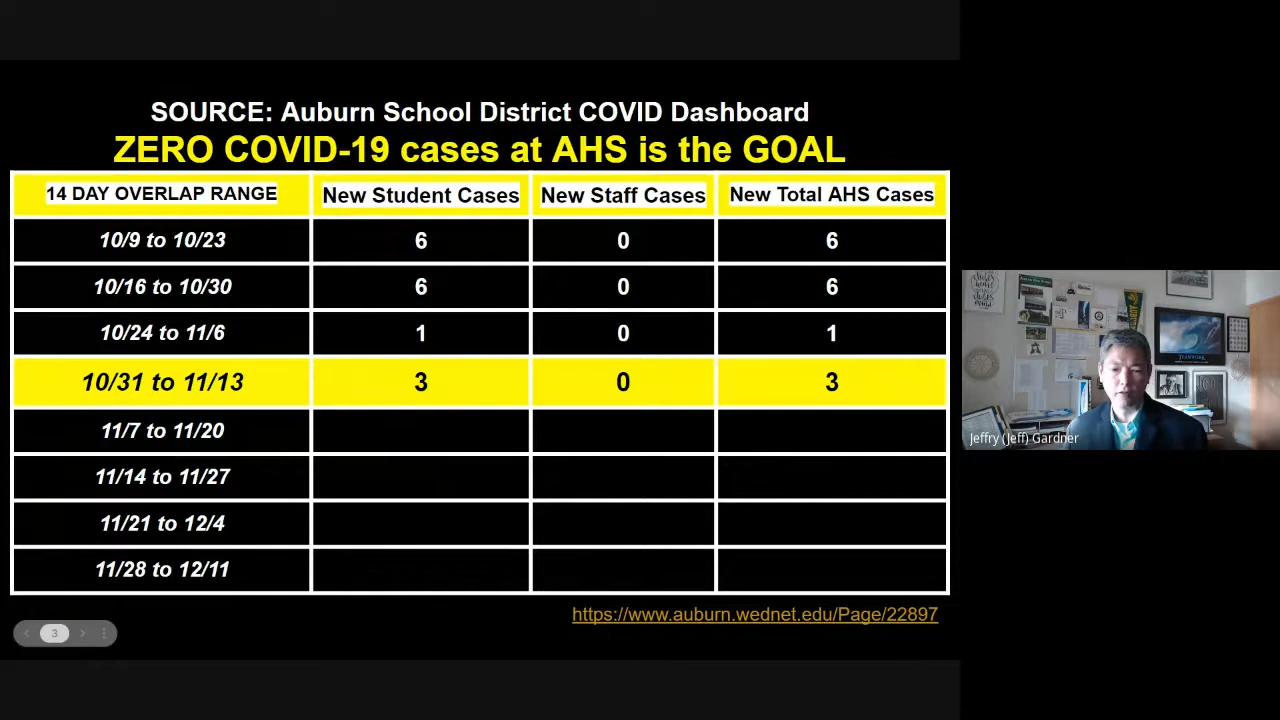 SOURCE: Auburn School District COVID Dashboard
ZERO COVID-19 cases at AHS is the GOAL
14 DAY OVERLAP RANGE New Student Cases New Staff Cases New Total AHS Cases
10/9 to 10/23 6 0 6
10/16 to 10/30 6 0 6
10/24 to 11/6 1 0 1
10/31 to 11/13 3 0 3
11/7 to 11/20
11/14 to 11/27
11/21 to 12/4
11/28 to 12/11
https://www.auburn.wednet.edu/Page/22897
3
TEAMWORK
Jeffry (Jeff) Gardner